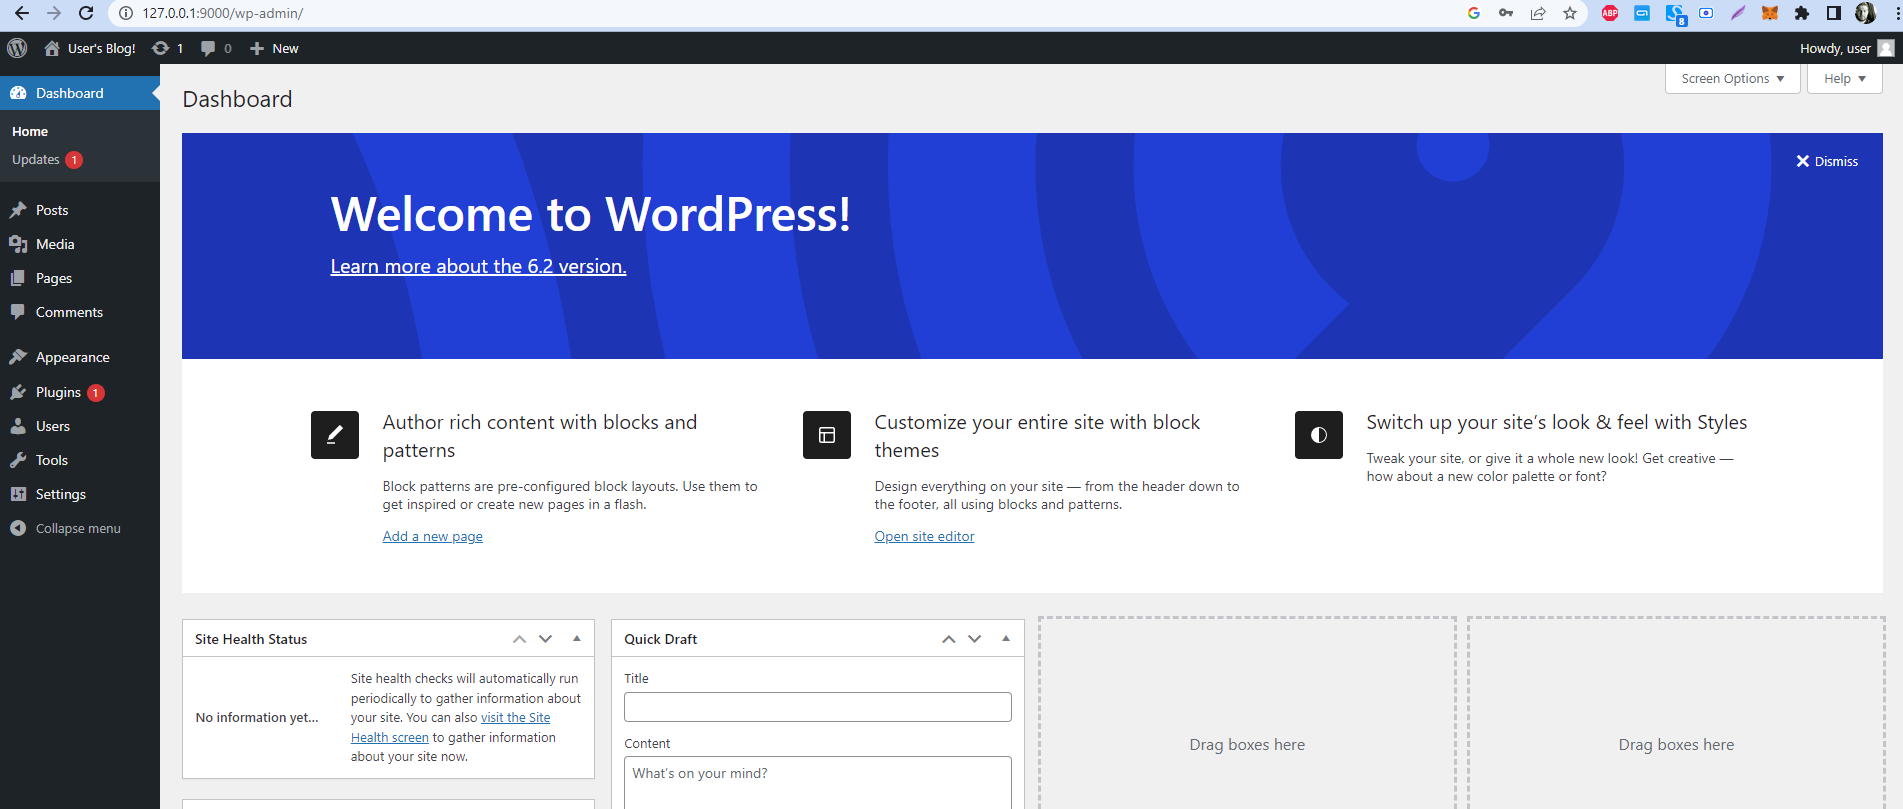 127.0.0.1:9000/wp-admin/
ABP
8
User's Blog!
1
0
New
Howdy, user
Dashboard
Home
Updates 1
Posts
Media
Pages
Comments
Appearance
Plugins 1
Users
Tools
Settings
Collapse menu
Screen Options
Help
Dashboard
Dismiss
Welcome to WordPress!
Learn more about the 6.2 version.
Author rich content with blocks and
patterns
Block patterns are pre-configured block layouts. Use them to
get inspired or create new pages in a flash.
Add a new page
Customize your entire site with block
themes
Design everything on your site — from the header down to
the footer, all using blocks and patterns.
Open site editor
Switch up your site’s look & feel with Styles
Tweak your site, or give it a whole new look! Get creative —
how about a new color palette or font?
Site Health Status
No information yet...
Site health checks will automatically run
periodically to gather information about
your site. You can also visit the Site
Health screen to gather information
about your site now.
Quick Draft
Title
Content
What’s on your mind?
Drag boxes here
Drag boxes here